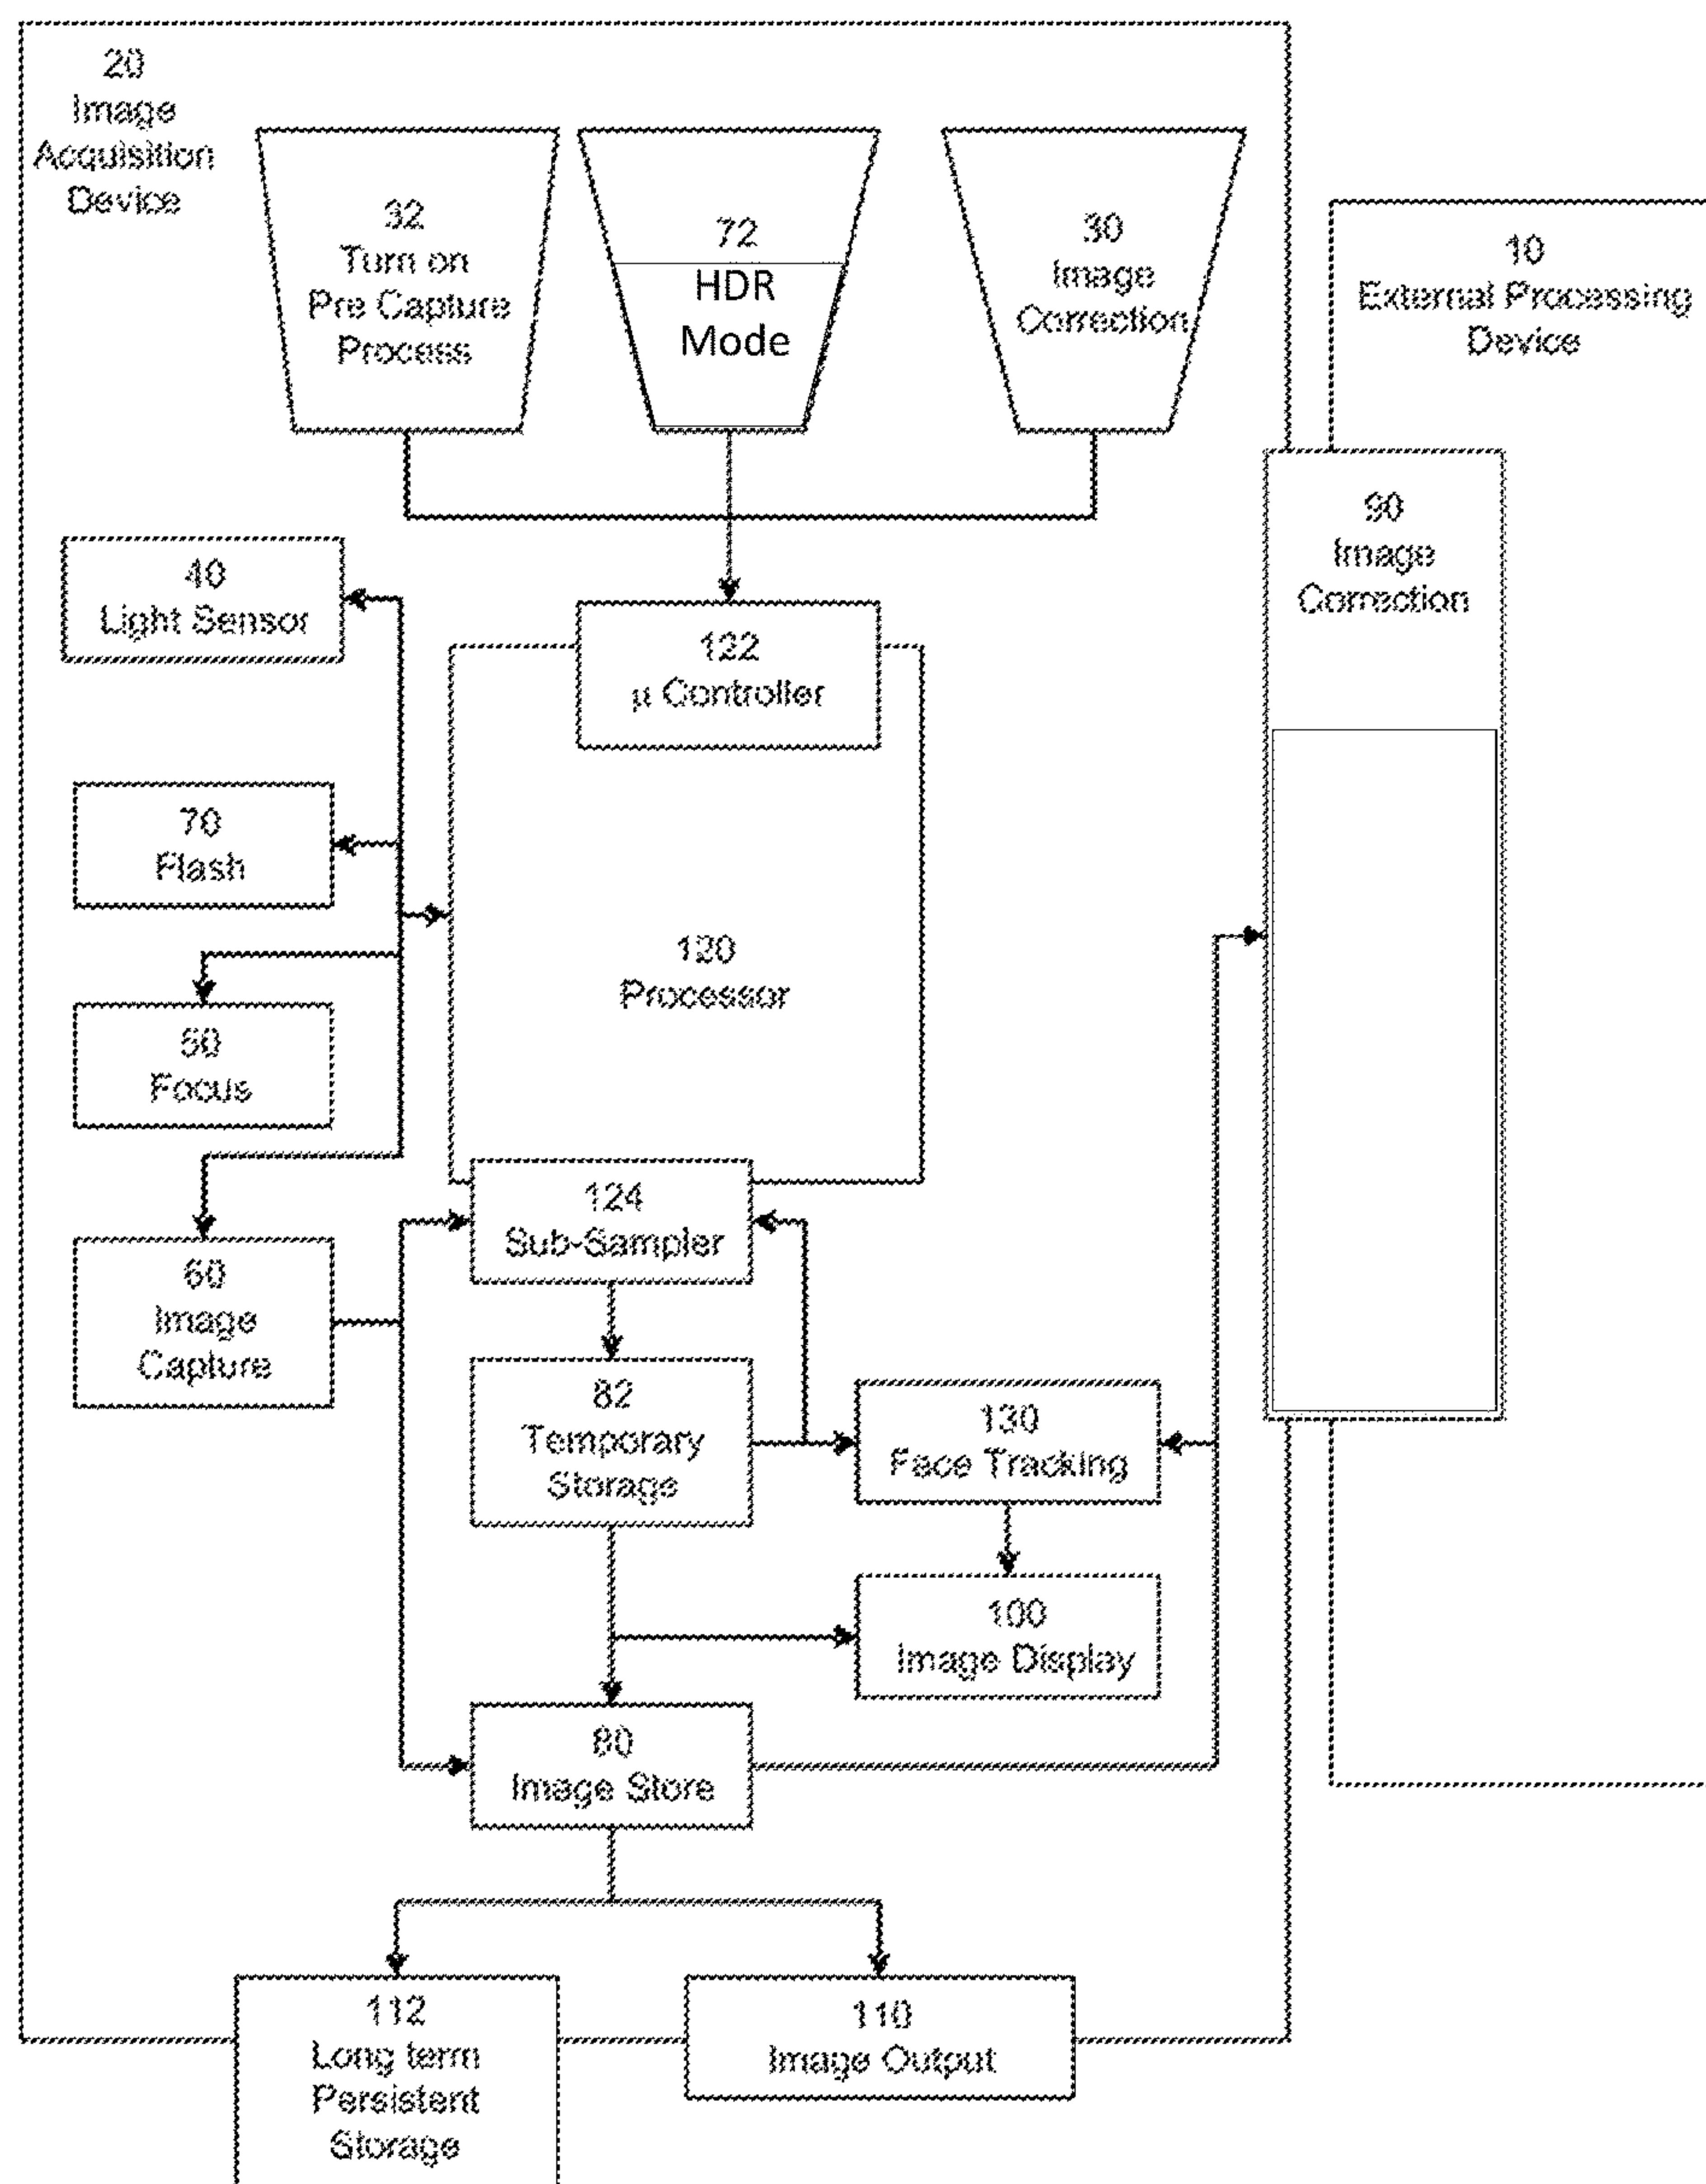 20
Image
Acquisition
Device
32
Turn on
Pre Capture
Process
72
HDR
Mode
30
Image
Correction
10
External Processing
Device
90
Image
Correction
40
Light Sensor
122
µ Controller
70
Flash
120
Processor
50
Focus
124
Sub-Sampler
60
Image
Capture
82
Temporary
Storage
130
Face Tracking
100
Image Display
80
Image Store
112
Long term
Persistent
Storage
110
Image Output